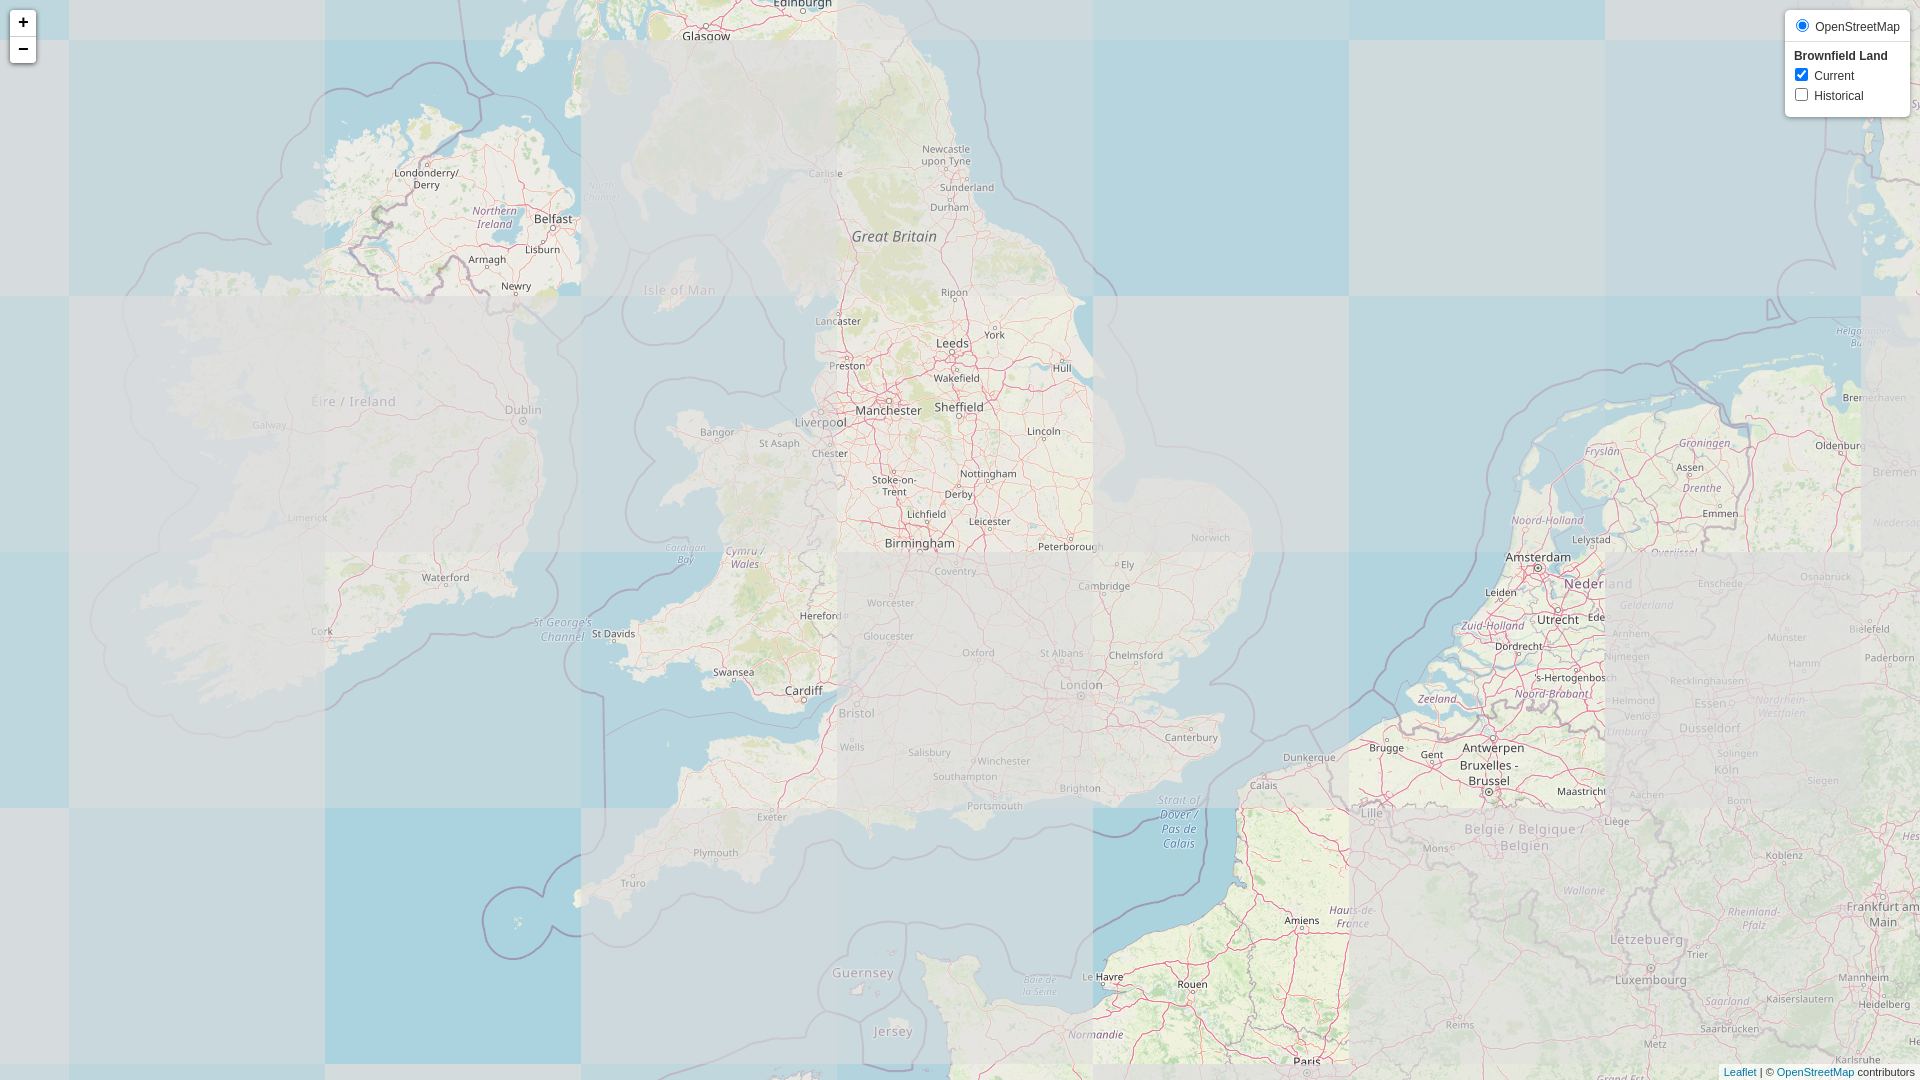 +
−
OpenStreetMap
Brownfield Land
Current
Historical
Edinburgh
Glasgow
Londonderry/
Derry
Northern
Ireland
Belfast
Lisburn
Armagh
Newry
Newcastle
upon Tyne
Carlisle
Sunderland
Durham
Great Britain
Isle of Man
Ripon
Lancaster
York
Leeds
Preston
Hull
Wakefield
Éire / Ireland
Dublin
Galway
Manchester
Sheffield
Liverpool
Bangor
St Asaph
Chester
Lincoln
Stoke-on-
Trent
Nottingham
Derby
Lichfield
Leicester
Limerick
Birmingham
Peterborough
Norwich
Cardigan
Bay
Cymru /
Wales
Coventry
Ely
Cambridge
Waterford
Worcester
Hereford
St George's
Channel
Cork
St Davids
Gloucester
Oxford
St Albans
Chelmsford
Swansea
Cardiff
London
Bristol
Wells
Salisbury
Winchester
Canterbury
Southampton
Brighton
Portsmouth
Exeter
Plymouth
Truro
Strait of
Dover /
Pas de
Calais
Dunkerque
Calais
Guernsey
Jersey
Baie de
la Seine
Le Havre
Rouen
Amiens
Hauts-de-
France
Normandie
Paris
Reims
Groningen
Fryslân
Assen
Drenthe
Emmen
Oldenburg
Bremerhaven
Bremen
Noord-Holland
Lelystad
Overijssel
Amsterdam
Nederland
Enschede
Osnabrück
Leiden
Gelderland
Utrecht
Zuid-Holland
Arnhem
Münster
Bielefeld
Dordrecht
Nijmegen
Hamm
Paderborn
's-Hertogenbosch
Recklinghausen
Zeeland
Noord-Brabant
Helmond
Venlo
Essen
Nordrhein-
Westfalen
Düsseldorf
Brugge
Gent
Antwerpen
Bruxelles -
Brussel
Solingen
Köln
Siegen
Maastricht
Aachen
Bonn
Lille
Liège
België / Belgique /
Belgien
Mons
Koblenz
Wallonie
Rheinland-
Pfalz
Frankfurt am
Main
Lëtzebuerg
Trier
Luxembourg
Mannheim
Saarland
Kaiserslautern
Heidelberg
Saarbrücken
Metz
Karlsruhe
Grand Est
Leaflet | © OpenStreetMap contributors